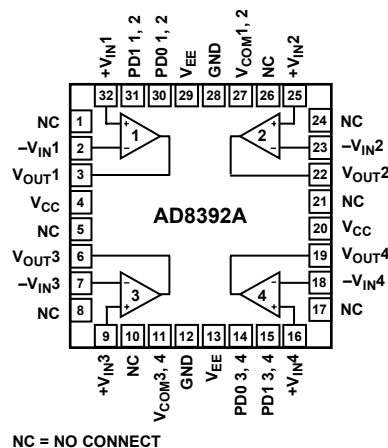 +VIN1
PD1 1, 2
PD0 1, 2
VEE
GND
VCOM1, 2
NC
+VIN2
32 31 30 29 28 27 26 25
NC 1 24 NC
–VIN1 2 + – 1 2 + – 23 –VIN2
VOUT1 3 22 VOUT2
VCC 4 AD8392A 21 NC
NC 5 20 VCC
VOUT3 6 19 VOUT4
–VIN3 7 – + 3 4 – + 18 –VIN4
NC 8 17 NC
9 10 11 12 13 14 15 16
+VIN3
NC
VCOM3, 4
GND
VEE
PD0 3, 4
PD1 3, 4
+VIN4
NC = NO CONNECT